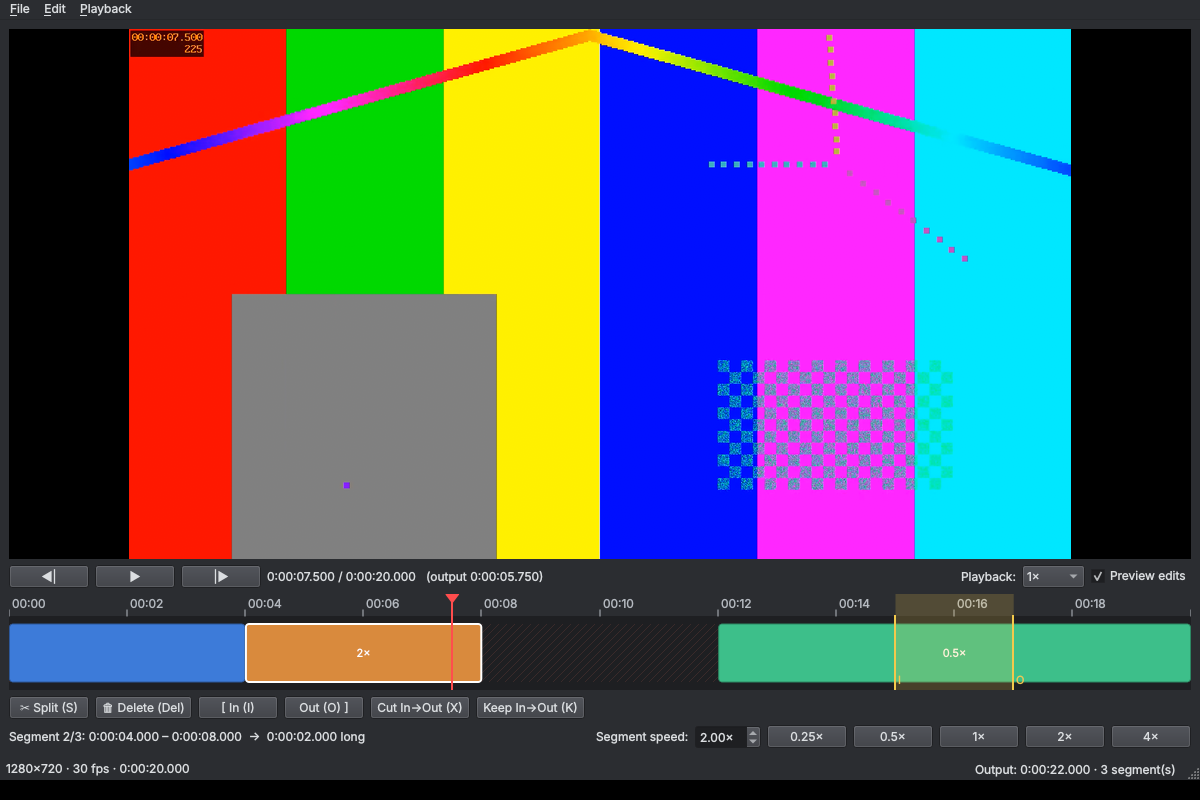 File Edit Playback
00:00:07.500
225
0:00:07.500 / 0:00:20.000 (output 0:00:05.750)
Playback: 1× ✓ Preview edits
00:00 00:02 00:04 00:06 00:08 00:10 00:12 00:14 00:16 00:18
2× 0.5×
I O
✂ Split (S) 🗑 Delete (Del) [ In (I) Out (O) ] Cut In→Out (X) Keep In→Out (K)
Segment 2/3: 0:00:04.000 – 0:00:08.000 → 0:00:02.000 long
Segment speed: 2.00× 0.25× 0.5× 1× 2× 4×
1280×720 · 30 fps · 0:00:20.000
Output: 0:00:22.000 · 3 segment(s)